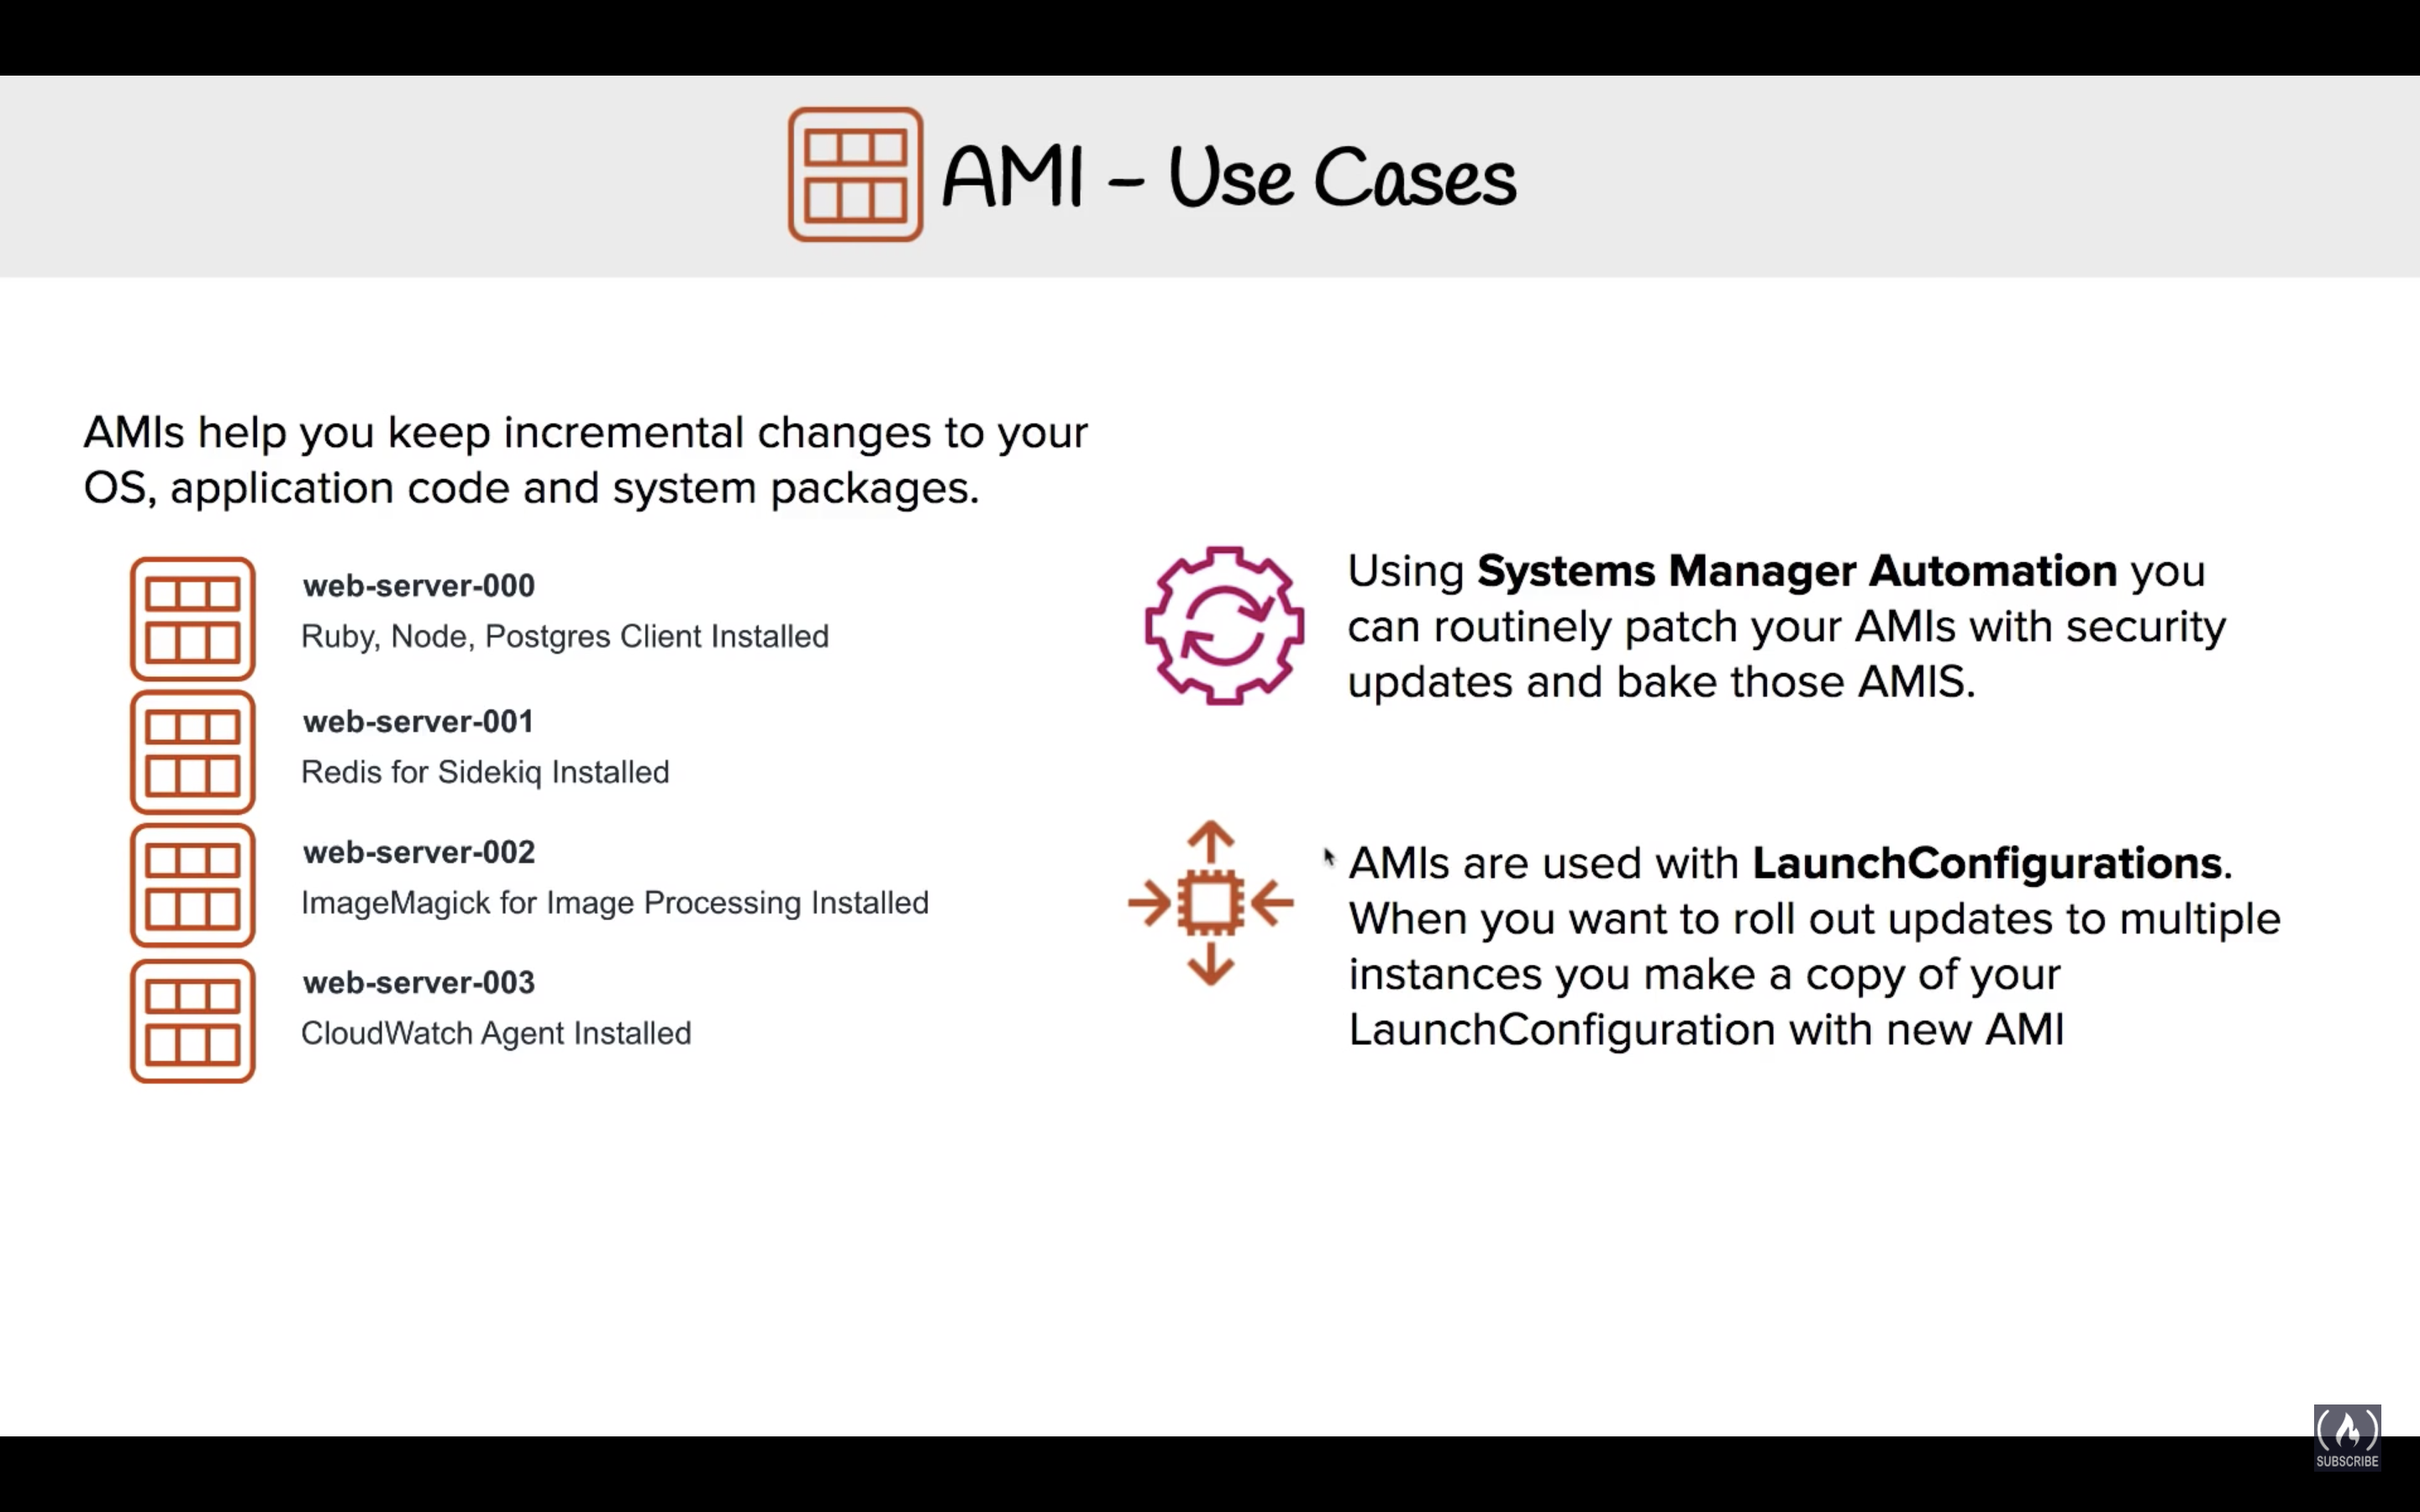 AMI - Use Cases
AMIs help you keep incremental changes to your
OS, application code and system packages.
web-server-000
Ruby, Node, Postgres Client Installed
web-server-001
Redis for Sidekiq Installed
web-server-002
ImageMagick for Image Processing Installed
web-server-003
CloudWatch Agent Installed
Using Systems Manager Automation you
can routinely patch your AMIs with security
updates and bake those AMIS.
AMIs are used with LaunchConfigurations.
When you want to roll out updates to multiple
instances you make a copy of your
LaunchConfiguration with new AMI
SUBSCRIBE